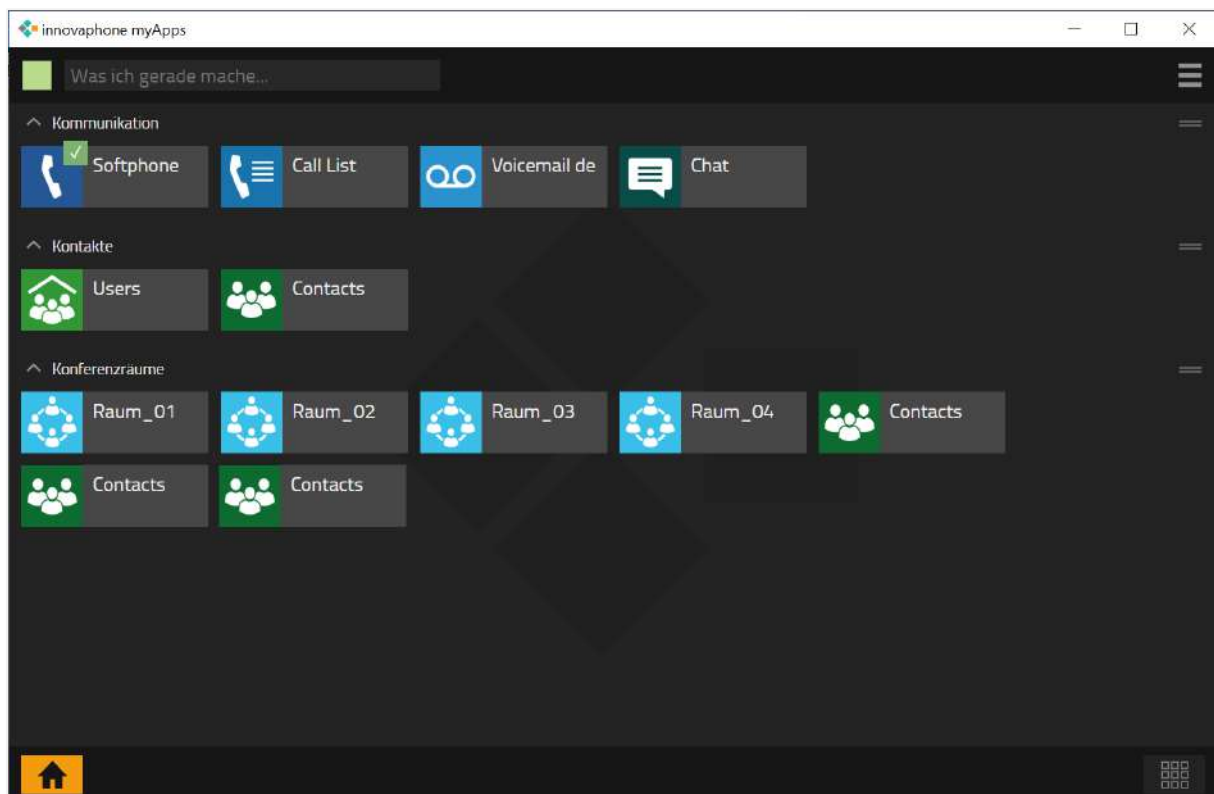 innovaphone myApps
Was ich gerade mache...
Kommunikation
Softphone
Call List
Voicemail de
Chat
Kontakte
Users
Contacts
Konferenzräume
Raum_01
Raum_02
Raum_03
Raum_04
Contacts
Contacts
Contacts